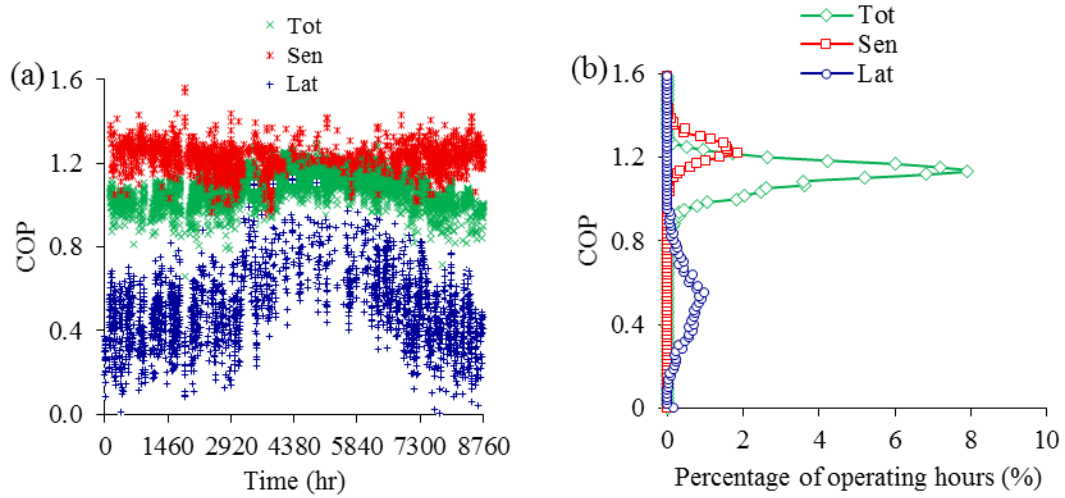 Tot
Sen
Lat
(a)
1.6
1.2
0.8
0.4
0.0
COP
0 1460 2920 4380 5840 7300 8760
Time (hr)
Tot
Sen
Lat
(b)
1.6
1.2
0.8
0.4
0
COP
0 2 4 6 8 10
Percentage of operating hours (%)